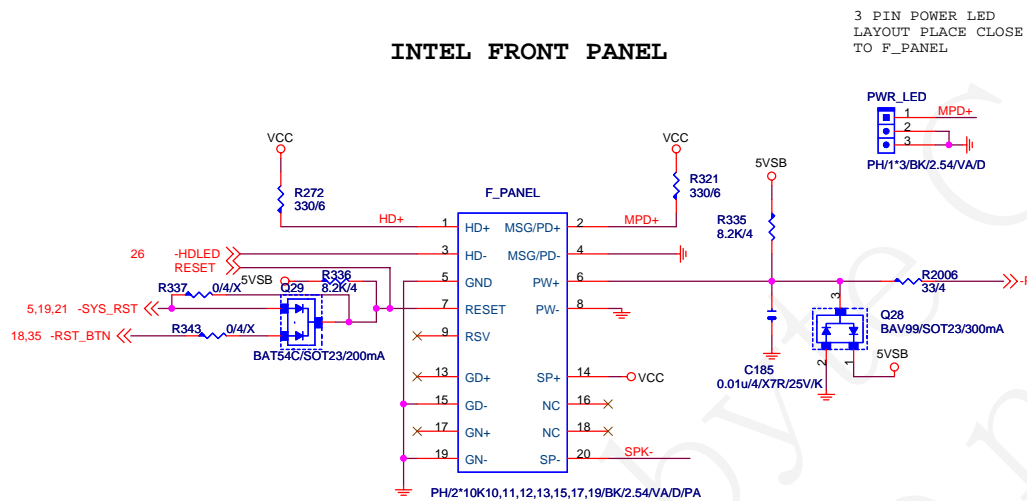 3 PIN POWER LED
LAYOUT PLACE CLOSE
TO F_PANEL
INTEL FRONT PANEL
PWR_LED
1 MPD+
2
3
PH/1*3/BK/2.54/VA/D
VCC
VCC
5VSB
R272
330/6
R321
330/6
F_PANEL
R335
8.2K/4
HD+ 1 HD+ MSG/PD+ 2 MPD+
26 -HDLED 3 HD- MSG/PD- 4
RESET
5VSB R336 5 GND PW+ 6
8.2K/4
R2006
33/4
-R
R337 0/4/X Q29
5,19,21 -SYS_RST 7 RESET PW- 8
3
Q28
BAV99/SOT23/300mA
18,35 -RST_BTN R343 0/4/X 9 RSV
BAT54C/SOT23/200mA
2 1 5VSB
C185
0.01u/4/X7R/25V/K
13 GD+ SP+ 14 VCC
15 GD- NC 16
17 GN+ NC 18
19 GN- SP- 20 SPK-
PH/2*10K10,11,12,13,15,17,19/BK/2.54/VA/D/PA